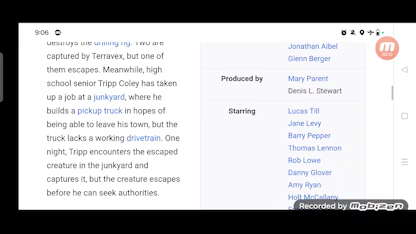 9:06
destroys the drilling rig. Two are
captured by Terravex, but one of
them escapes. Meanwhile, high
school senior Tripp Coley has taken
up a job at a junkyard, where he
builds a pickup truck in hopes of
being able to leave his town, but the
truck lacks a working drivetrain. One
night, Tripp encounters the escaped
creature in the junkyard and
captures it, but the creature escapes
before he can seek authorities.
Jonathan Aibel
Glenn Berger
Produced by
Mary Parent
Denis L. Stewart
Starring
Lucas Till
Jane Levy
Barry Pepper
Thomas Lennon
Rob Lowe
Danny Glover
Amy Ryan
Holt McCallany
Recorded by Mobizen